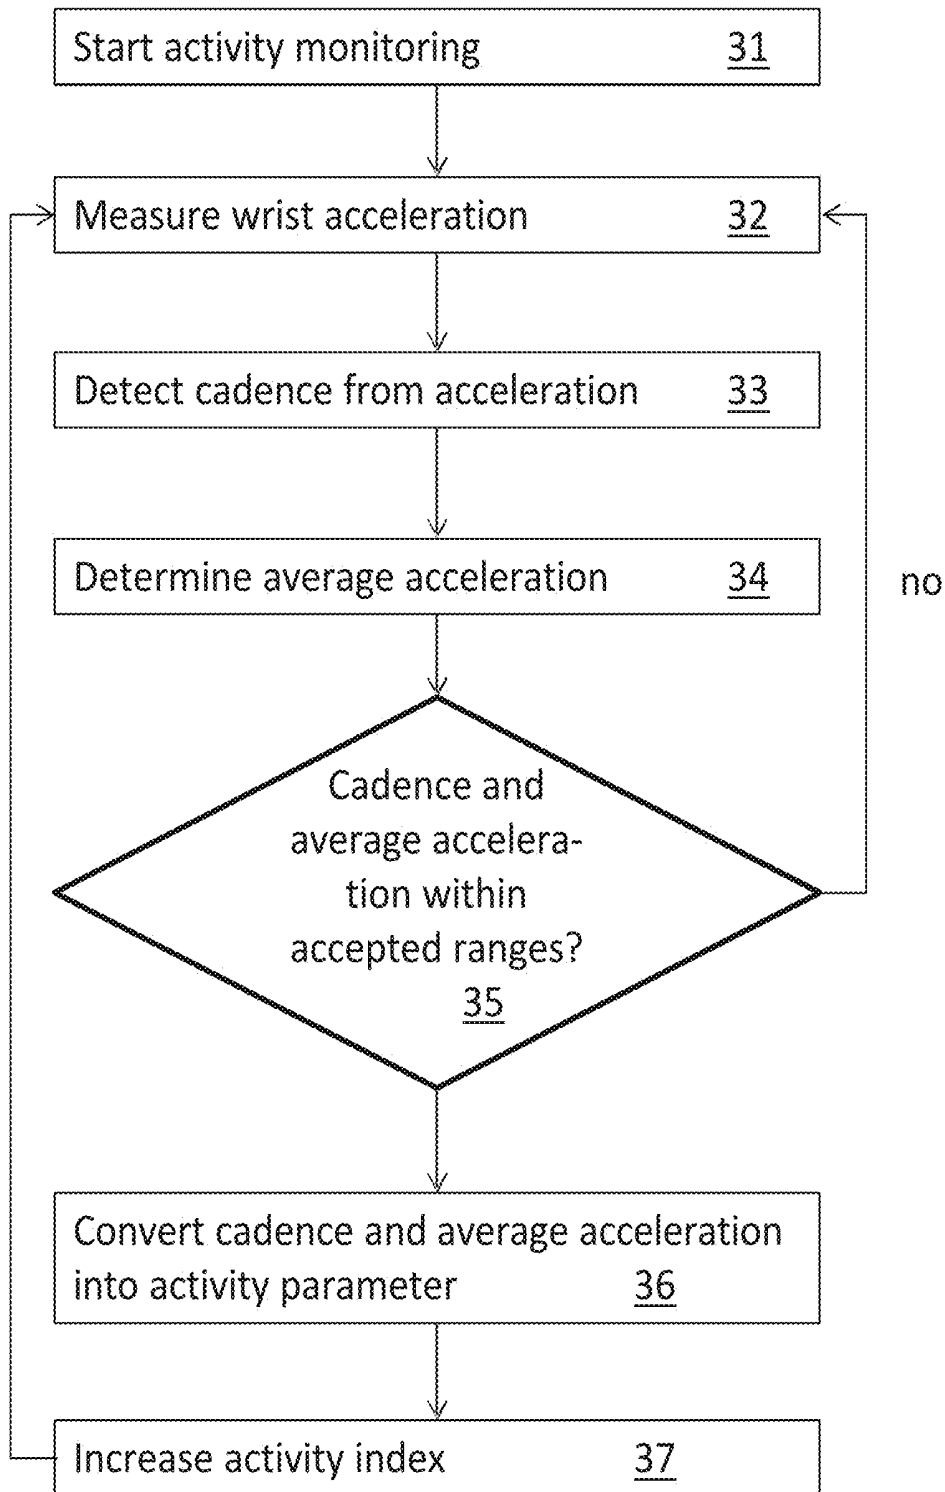 Start activity monitoring 31
Measure wrist acceleration 32
Detect cadence from acceleration 33
Determine average acceleration 34
no
Cadence and
average accelera-
tion within
accepted ranges?
35
Convert cadence and average acceleration
into activity parameter 36
Increase activity index 37